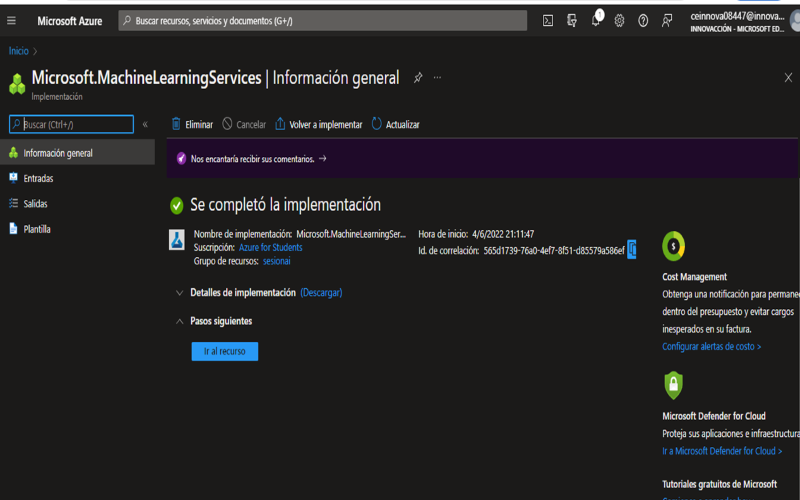 Microsoft Azure
Buscar recursos, servicios y documentos (G+/)
1
ceinnova08447@innova...
INNOVACCIÓN - MICROSOFT ED...
Inicio >
Microsoft.MachineLearningServices | Información general
Implementación
Buscar (Ctrl+/)
Eliminar
Cancelar
Volver a implementar
Actualizar
Información general
Entradas
Salidas
Plantilla
Nos encantaría recibir sus comentarios. →
Se completó la implementación
Nombre de implementación: Microsoft.MachineLearningSer...
Suscripción: Azure for Students
Grupo de recursos: sesionai
Hora de inicio: 4/6/2022 21:11:47
Id. de correlación: 565d1739-76a0-4ef7-8f51-d85579a586ef
Detalles de implementación (Descargar)
Pasos siguientes
Ir al recurso
Cost Management
Obtenga una notificación para permane
dentro del presupuesto y evitar cargos
inesperados en su factura.
Configurar alertas de costo >
Microsoft Defender for Cloud
Proteja sus aplicaciones e infraestructura
Ir a Microsoft Defender for Cloud >
Tutoriales gratuitos de Microsoft